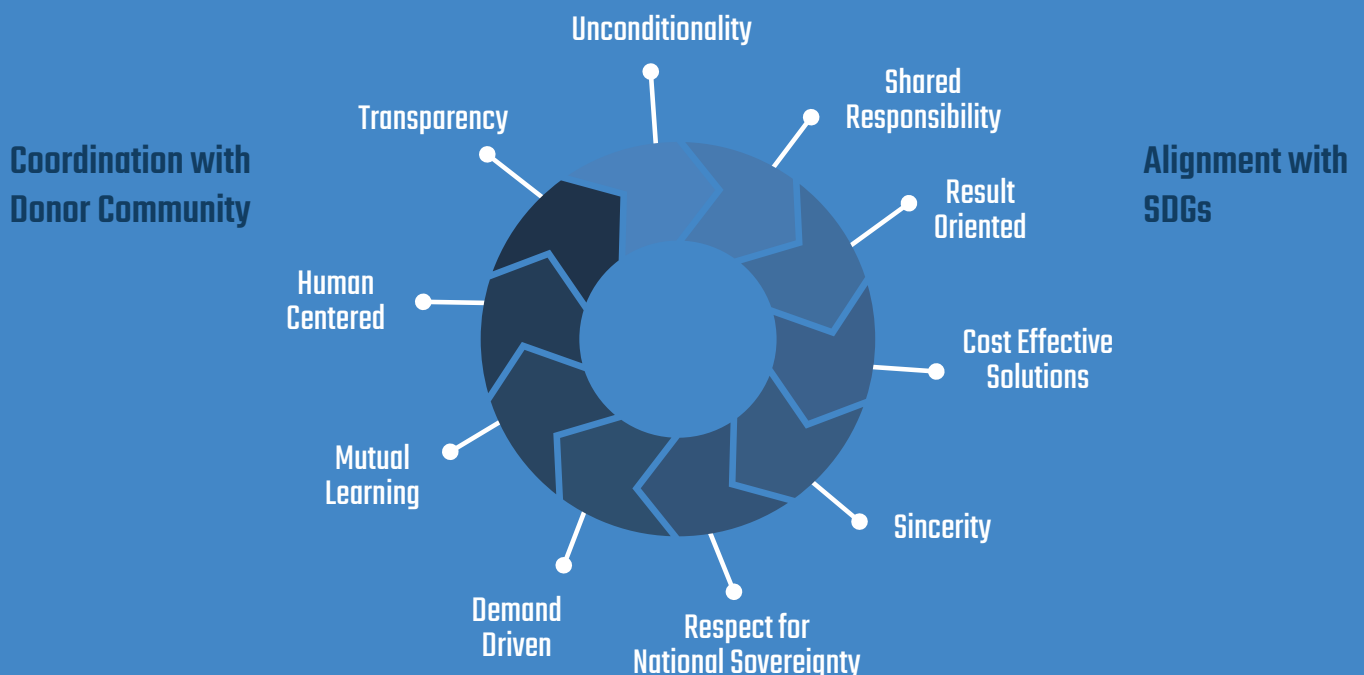 Unconditionality
Shared
Responsibility
Transparency
Coordination with
Donor Community
Alignment with
SDGs
Result
Oriented
Human
Centered
Cost Effective
Solutions
Mutual
Learning
Sincerity
Demand
Driven
Respect for
National Sovereignty